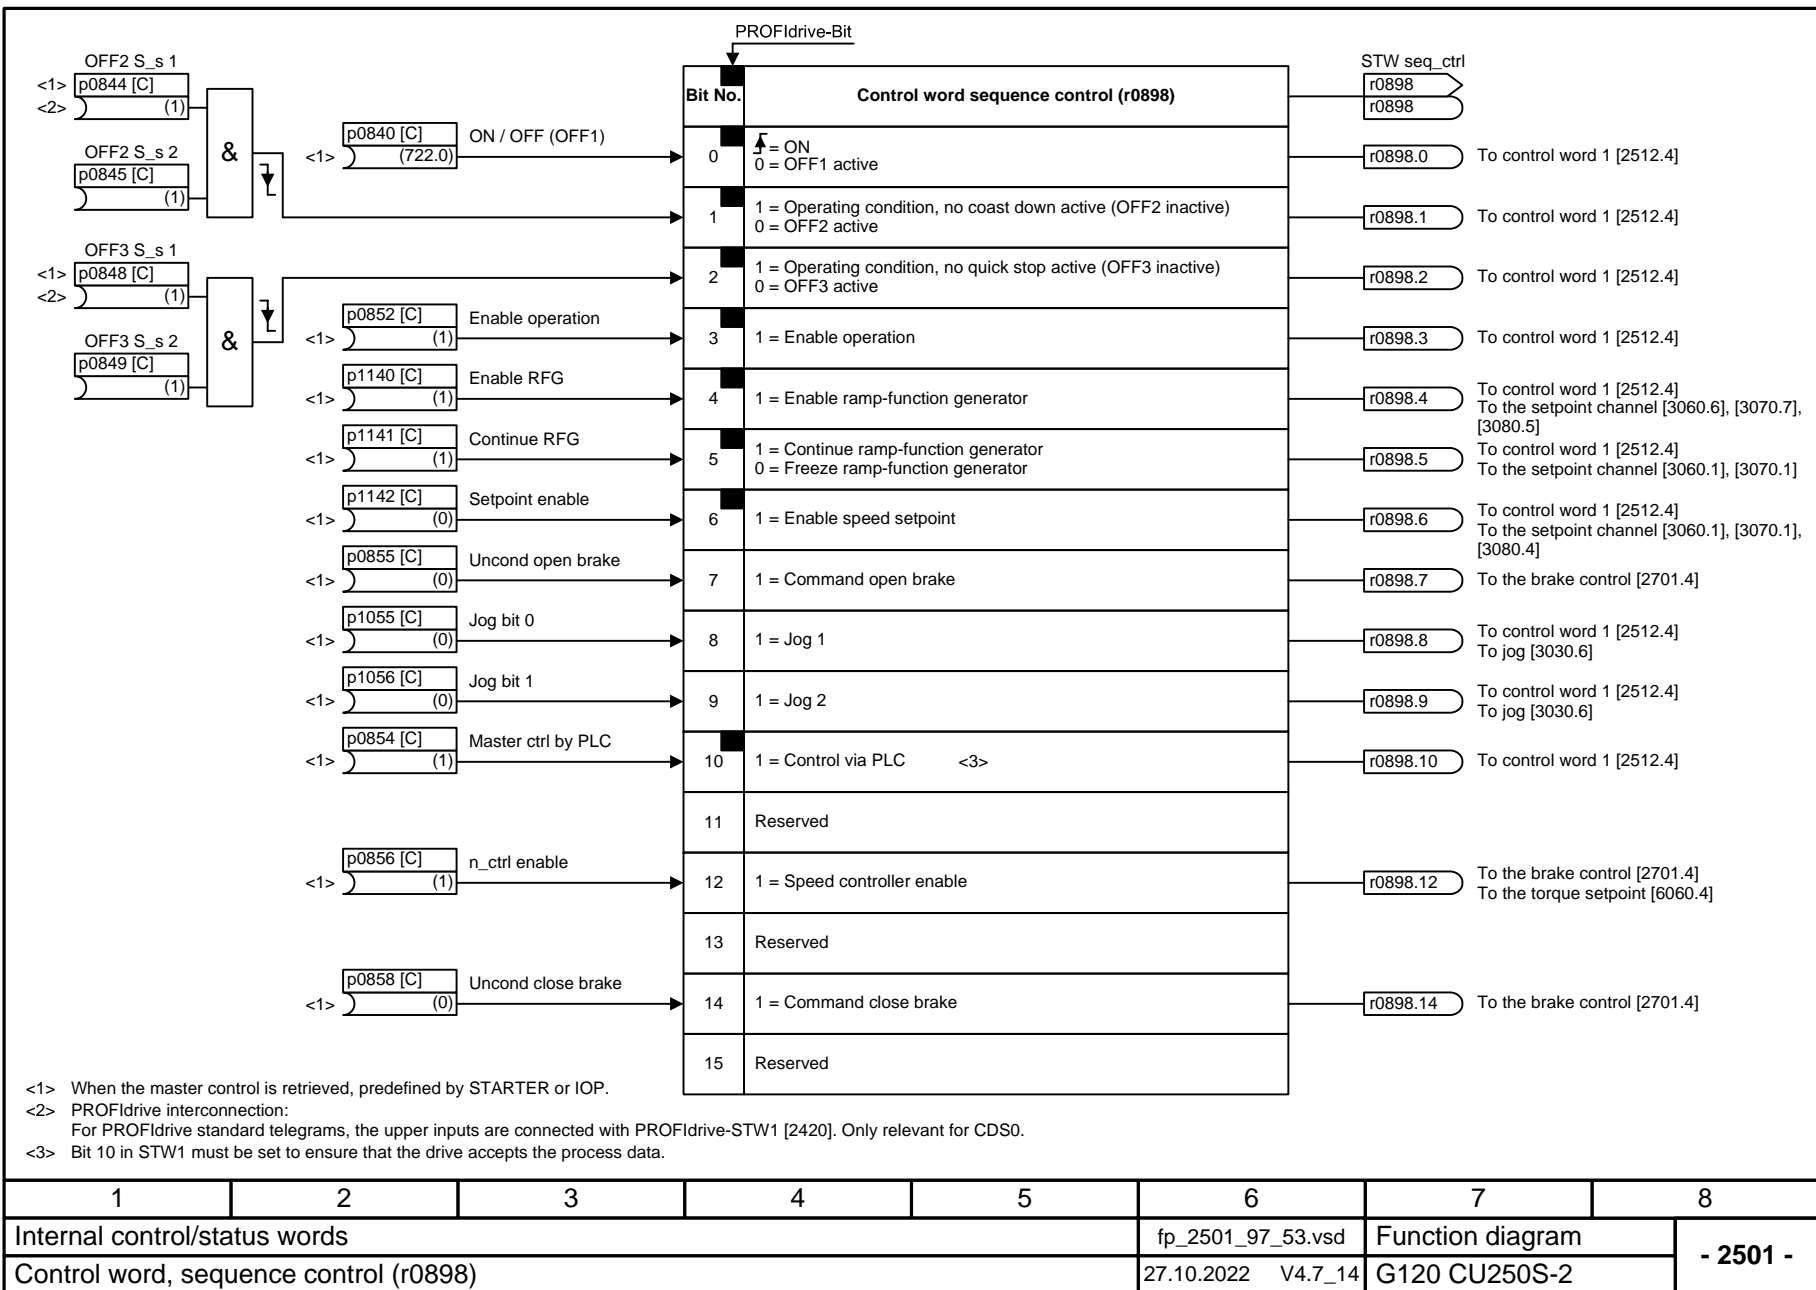 PROFIdrive-Bit
OFF2 S_s 1
<1> p0844 [C]
<2> (1)
OFF2 S_s 2
p0845 [C]
(1)
&
OFF3 S_s 1
<1> p0848 [C]
<2> (1)
OFF3 S_s 2
p0849 [C]
(1)
&
Bit No. Control word sequence control (r0898)
STW seq_ctrl
r0898
r0898
p0840 [C] ON / OFF (OFF1)
<1> (722.0)
0 = ON
0 = OFF1 active
r0898.0 To control word 1 [2512.4]
1 1 = Operating condition, no coast down active (OFF2 inactive)
0 = OFF2 active
r0898.1 To control word 1 [2512.4]
2 1 = Operating condition, no quick stop active (OFF3 inactive)
0 = OFF3 active
r0898.2 To control word 1 [2512.4]
p0852 [C] Enable operation
<1> (1)
3 1 = Enable operation
r0898.3 To control word 1 [2512.4]
p1140 [C] Enable RFG
<1> (1)
4 1 = Enable ramp-function generator
r0898.4 To control word 1 [2512.4]
To the setpoint channel [3060.6], [3070.7],
[3080.5]
p1141 [C] Continue RFG
<1> (1)
5 1 = Continue ramp-function generator
0 = Freeze ramp-function generator
r0898.5 To control word 1 [2512.4]
To the setpoint channel [3060.1], [3070.1]
p1142 [C] Setpoint enable
<1> (0)
6 1 = Enable speed setpoint
r0898.6 To control word 1 [2512.4]
To the setpoint channel [3060.1], [3070.1],
[3080.4]
p0855 [C] Uncond open brake
<1> (0)
7 1 = Command open brake
r0898.7 To the brake control [2701.4]
p1055 [C] Jog bit 0
<1> (0)
8 1 = Jog 1
r0898.8 To control word 1 [2512.4]
To jog [3030.6]
p1056 [C] Jog bit 1
<1> (0)
9 1 = Jog 2
r0898.9 To control word 1 [2512.4]
To jog [3030.6]
p0854 [C] Master ctrl by PLC
<1> (1)
10 1 = Control via PLC <3>
r0898.10 To control word 1 [2512.4]
11 Reserved
p0856 [C] n_ctrl enable
<1> (1)
12 1 = Speed controller enable
r0898.12 To the brake control [2701.4]
To the torque setpoint [6060.4]
13 Reserved
p0858 [C] Uncond close brake
<1> (0)
14 1 = Command close brake
r0898.14 To the brake control [2701.4]
15 Reserved
<1> When the master control is retrieved, predefined by STARTER or IOP.
<2> PROFIdrive interconnection:
For PROFIdrive standard telegrams, the upper inputs are connected with PROFIdrive-STW1 [2420]. Only relevant for CDS0.
<3> Bit 10 in STW1 must be set to ensure that the drive accepts the process data.
1 2 3 4 5 6 7 8
Internal control/status words fp_2501_97_53.vsd Function diagram
- 2501 -
Control word, sequence control (r0898) 27.10.2022 V4.7_14 G120 CU250S-2